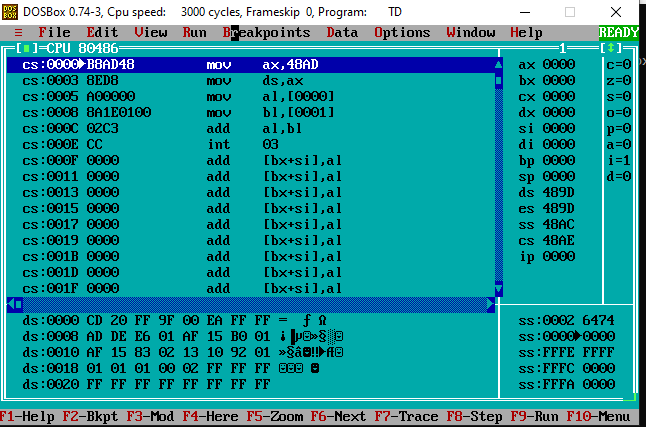 DOSBox 0.74-3, Cpu speed: 3000 cycles, Frameskip 0, Program: TD
≡ File Edit View Run Breakpoints Data Options Window Help READY
[■]=CPU 80486 1 [↕]
cs:0000▶B8AD48 mov ax,48AD
cs:0003 8ED8 mov ds,ax
cs:0005 A00000 mov al,[0000]
cs:0008 8A1E0100 mov bl,[0001]
cs:000C 02C3 add al,bl
cs:000E CC int 03
cs:000F 0000 add [bx+si],al
cs:0011 0000 add [bx+si],al
cs:0013 0000 add [bx+si],al
cs:0015 0000 add [bx+si],al
cs:0017 0000 add [bx+si],al
cs:0019 0000 add [bx+si],al
cs:001B 0000 add [bx+si],al
cs:001D 0000 add [bx+si],al
cs:001F 0000 add [bx+si],al
ax 0000 c=0
bx 0000 z=0
cx 0000 s=0
dx 0000 o=0
si 0000 p=0
di 0000 a=0
bp 0000 i=1
sp 0000 d=0
ds 489D
es 489D
ss 48AC
cs 48AE
ip 0000
ds:0000 CD 20 FF 9F 00 EA FF FF = ƒ Ω
ds:0008 AD DE E6 01 AF 15 B0 01 ¡▐µ☺»§░☺
ds:0010 AF 15 83 02 13 10 92 01 »§â☻‼►Æ☺
ds:0018 01 01 01 00 02 FF FF FF ☺☺☺ ☻
ds:0020 FF FF FF FF FF FF FF FF
ss:0002 6474
ss:0000▶0000
ss:FFFE FFFF
ss:FFFC 0000
ss:FFFA 0000
F1-Help F2-Bkpt F3-Mod F4-Here F5-Zoom F6-Next F7-Trace F8-Step F9-Run F10-Menu